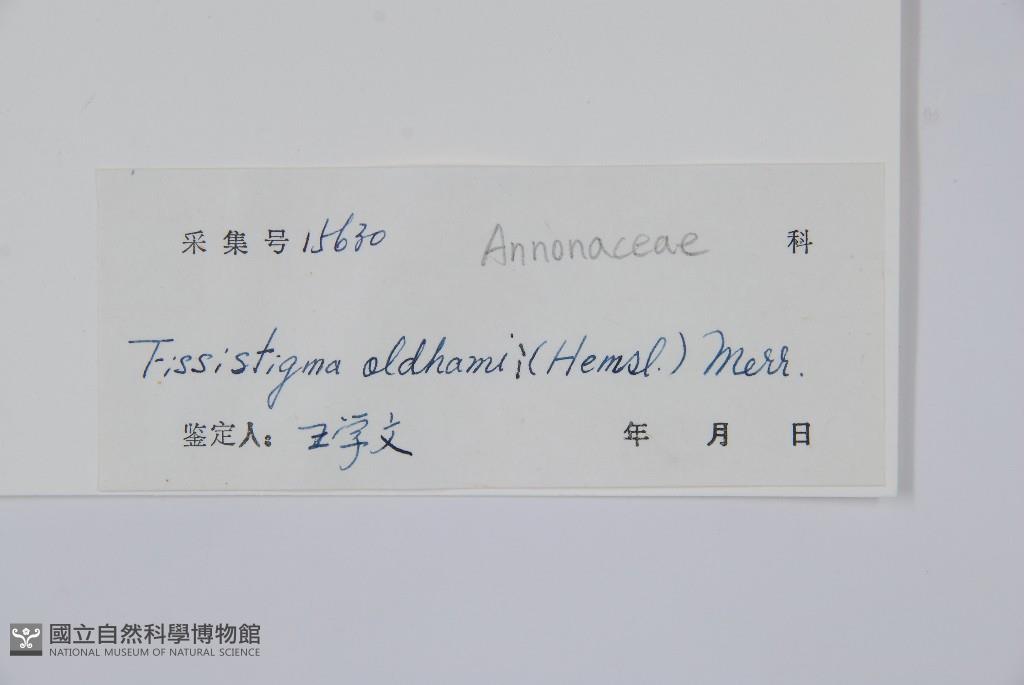 采集号 15630 Annonaceae 科
Tissistigma oldhamii (Hemsl.) Merr.
鉴定人: 王学文 年 月 日
國立自然科學博物館
NATIONAL MUSEUM OF NATURAL SCIENCE